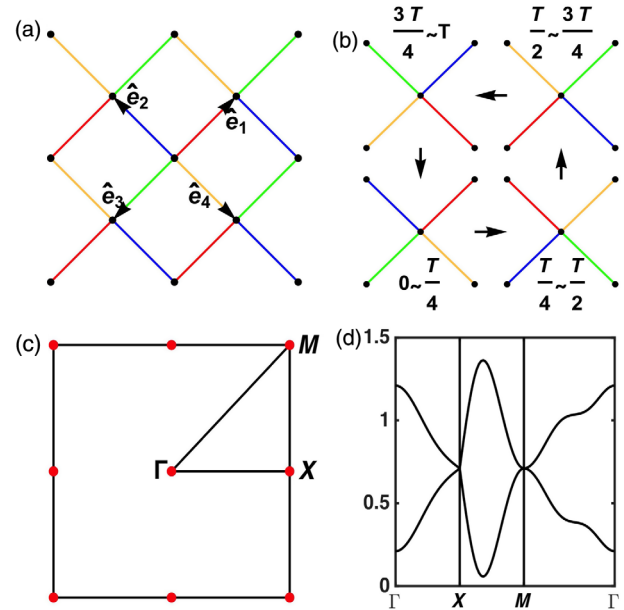 (a)
ê₂
ê₁
ê₃
ê₄
(b)
3T/4~T
T/2~3T/4
0~T/4
T/4~T/2
(c)
M
Γ
X
(d)
1.5
1
0.5
0
Γ X M Γ